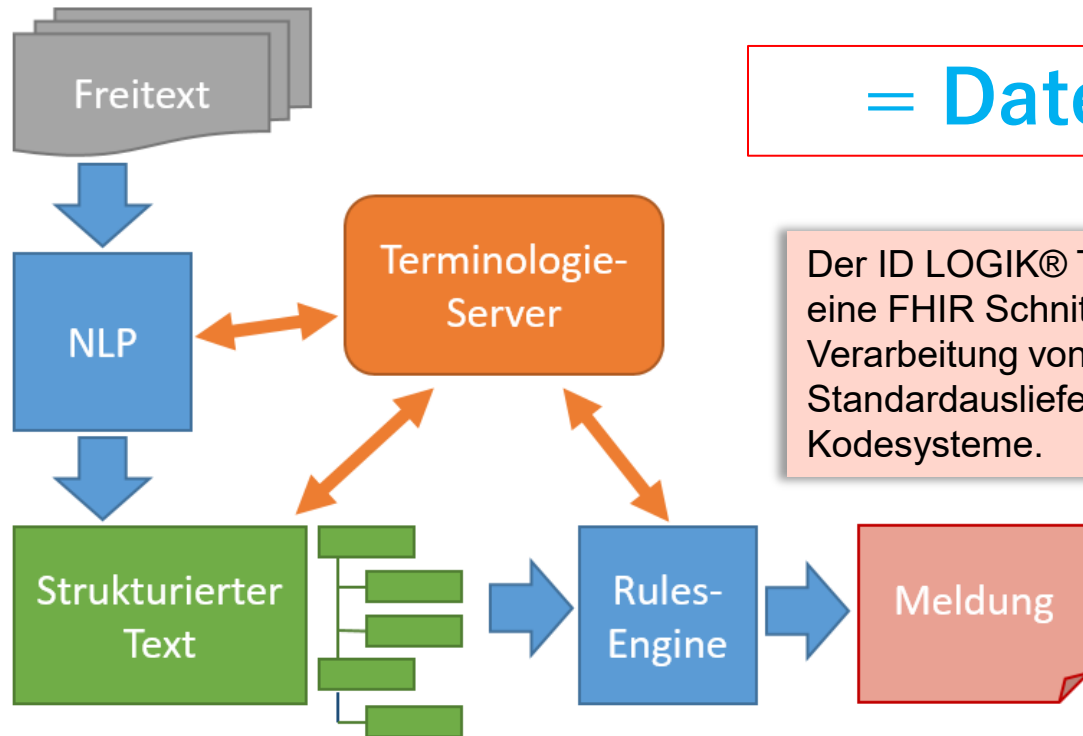 Freitext
= Date
Terminologie-
Server
NLP
Der ID LOGIK®
eine FHIR Schnit
Verarbeitung von
Standardausliefe
Kodesysteme.
Strukturierter
Text
Rules-
Engine
Meldung